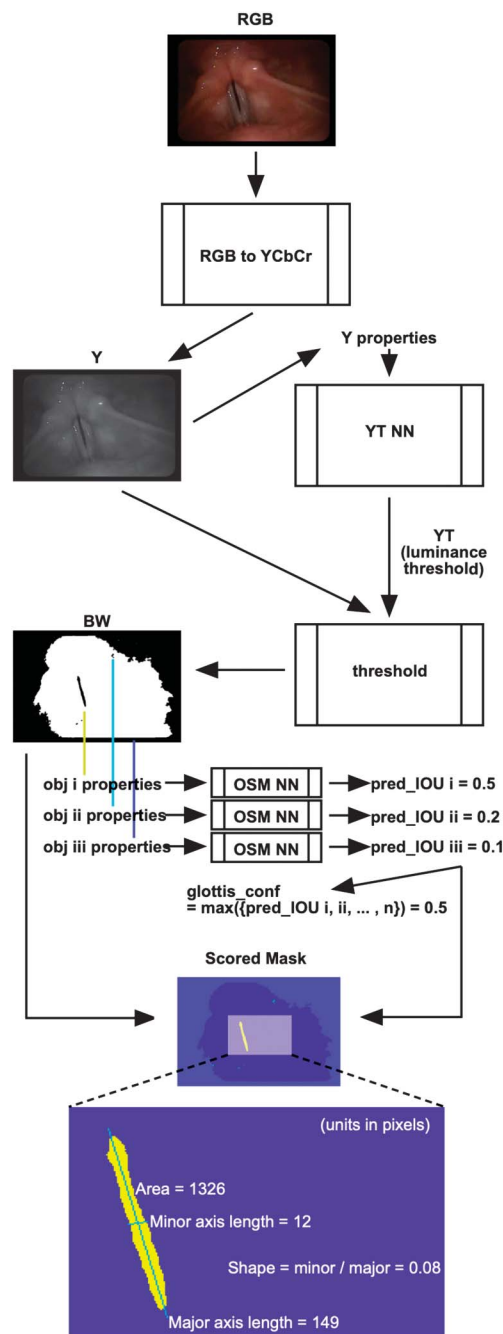 RGB
RGB to YCbCr
Y
Y properties
YT NN
YT
(luminance
threshold)
BW
threshold
obj i properties
OSM NN
pred_IOU i = 0.5
obj ii properties
OSM NN
pred_IOU ii = 0.2
obj iii properties
OSM NN
pred_IOU iii = 0.1
glottis_conf
= max({pred_IOU i, ii, ... , n}) = 0.5
Scored Mask
(units in pixels)
Area = 1326
Minor axis length = 12
Shape = minor / major = 0.08
Major axis length = 149